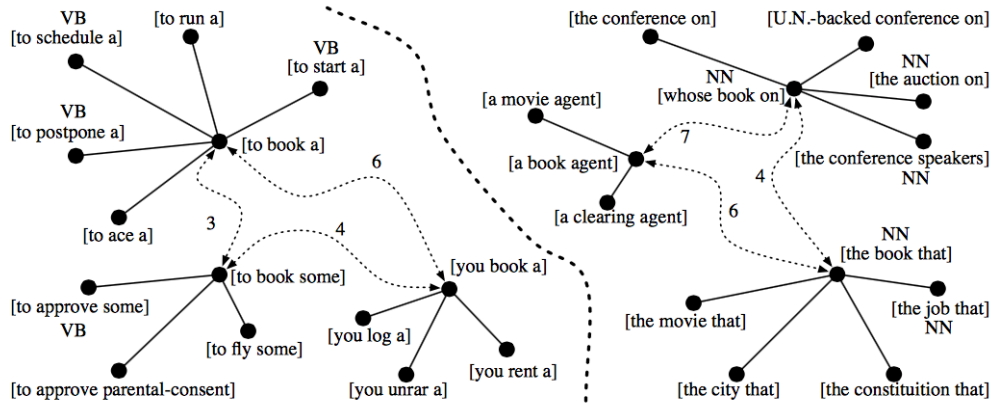 [to run a]
VB
[to schedule a]
VB
[to start a]
VB
[to postpone a]
[to book a]
[to ace a]
3
6
4
[to book some]
[to approve some]
VB
[to fly some]
[to approve parental-consent]
[you book a]
[you log a]
[you unrar a]
[you rent a]
[the conference on]
[U.N.-backed conference on]
NN
[whose book on]
NN
[the auction on]
[a movie agent]
7
[a book agent]
[the conference speakers]
NN
4
6
[a clearing agent]
NN
[the book that]
[the movie that]
[the job that]
NN
[the city that]
[the constituition that]